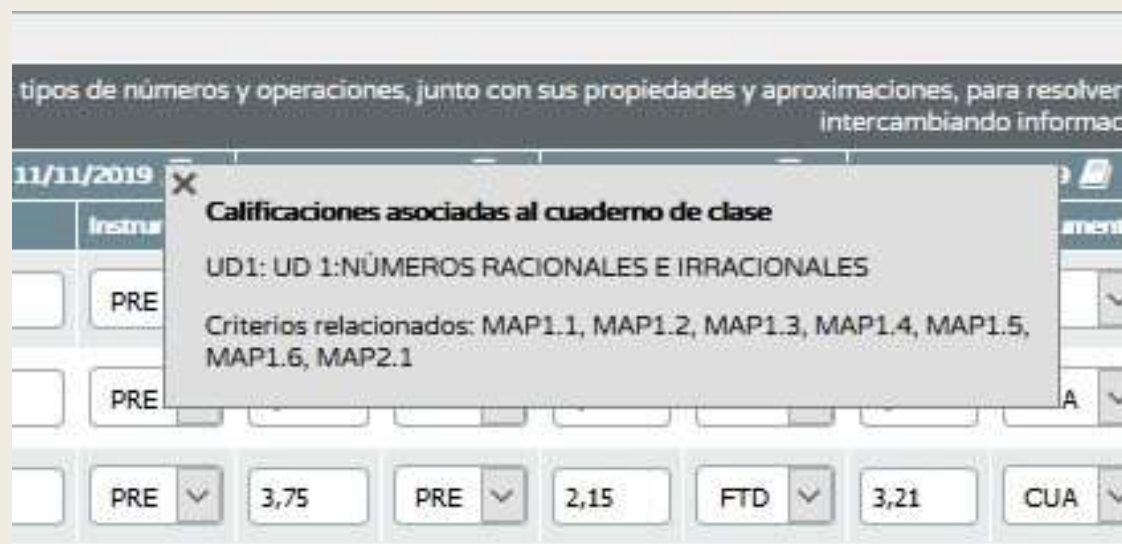 tipos de números y operaciones, junto con sus propiedades y aproximaciones, para resolver
intercambiando informac
11/11/2019
Calificaciones asociadas al cuaderno de clase
UD1: UD 1:NÚMEROS RACIONALES E IRRACIONALES
Criterios relacionados: MAP1.1, MAP1.2, MAP1.3, MAP1.4, MAP1.5,
MAP1.6, MAP2.1
Instru
ument
PRE
PRE
A
PRE 3,75 PRE 2,15 FTD 3,21 CUA